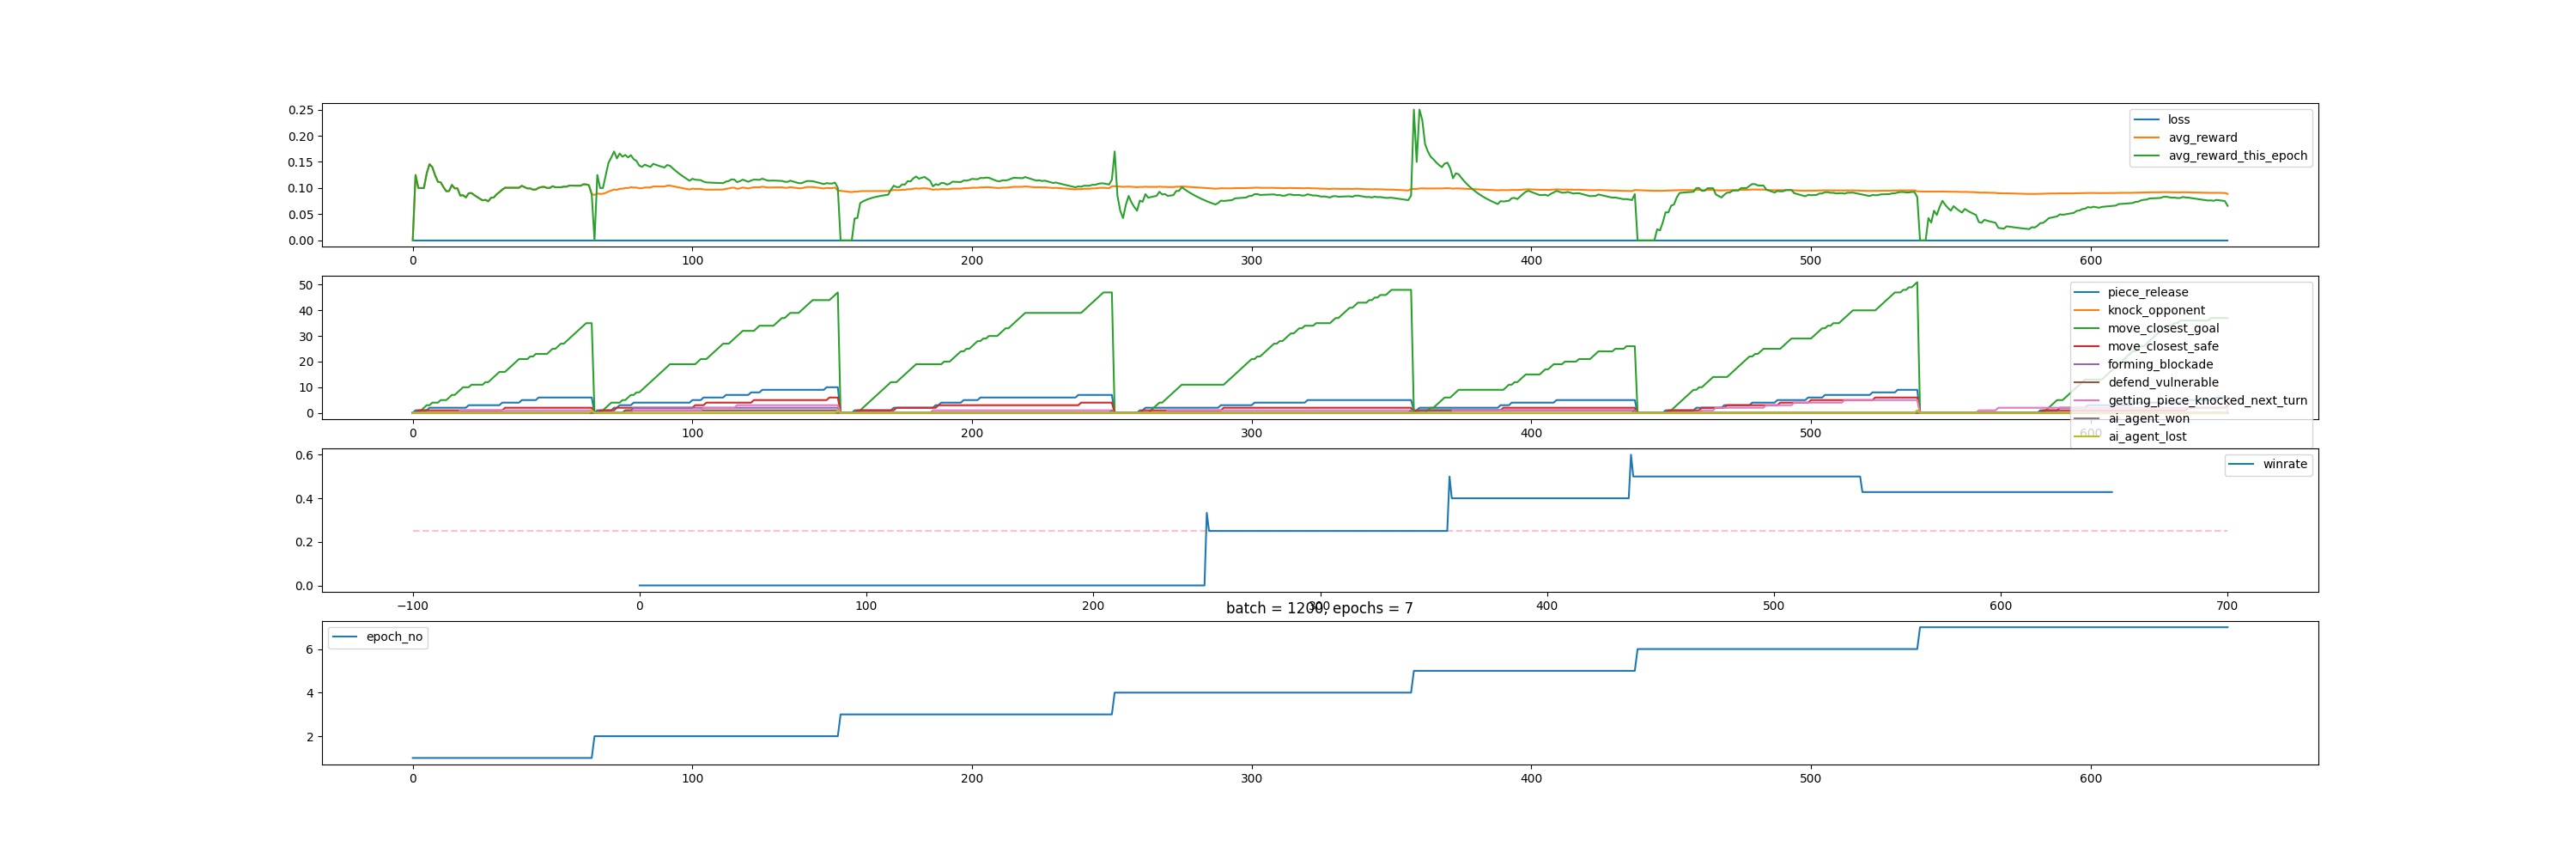 0.25
0.20
0.15
0.10
0.05
0.00
loss
avg_reward
avg_reward_this_epoch
0 100 200 300 400 500 600
50
40
30
20
10
0
piece_release
knock_opponent
move_closest_goal
move_closest_safe
forming_blockade
defend_vulnerable
getting_piece_knocked_next_turn
ai_agent_won
ai_agent_lost
0 100 200 300 400 500 600
0.6
0.4
0.2
0.0
winrate
−100 0 100 200 300 400 500 600 700
batch = 1200, epochs = 7
6
4
2
epoch_no
0 100 200 300 400 500 600